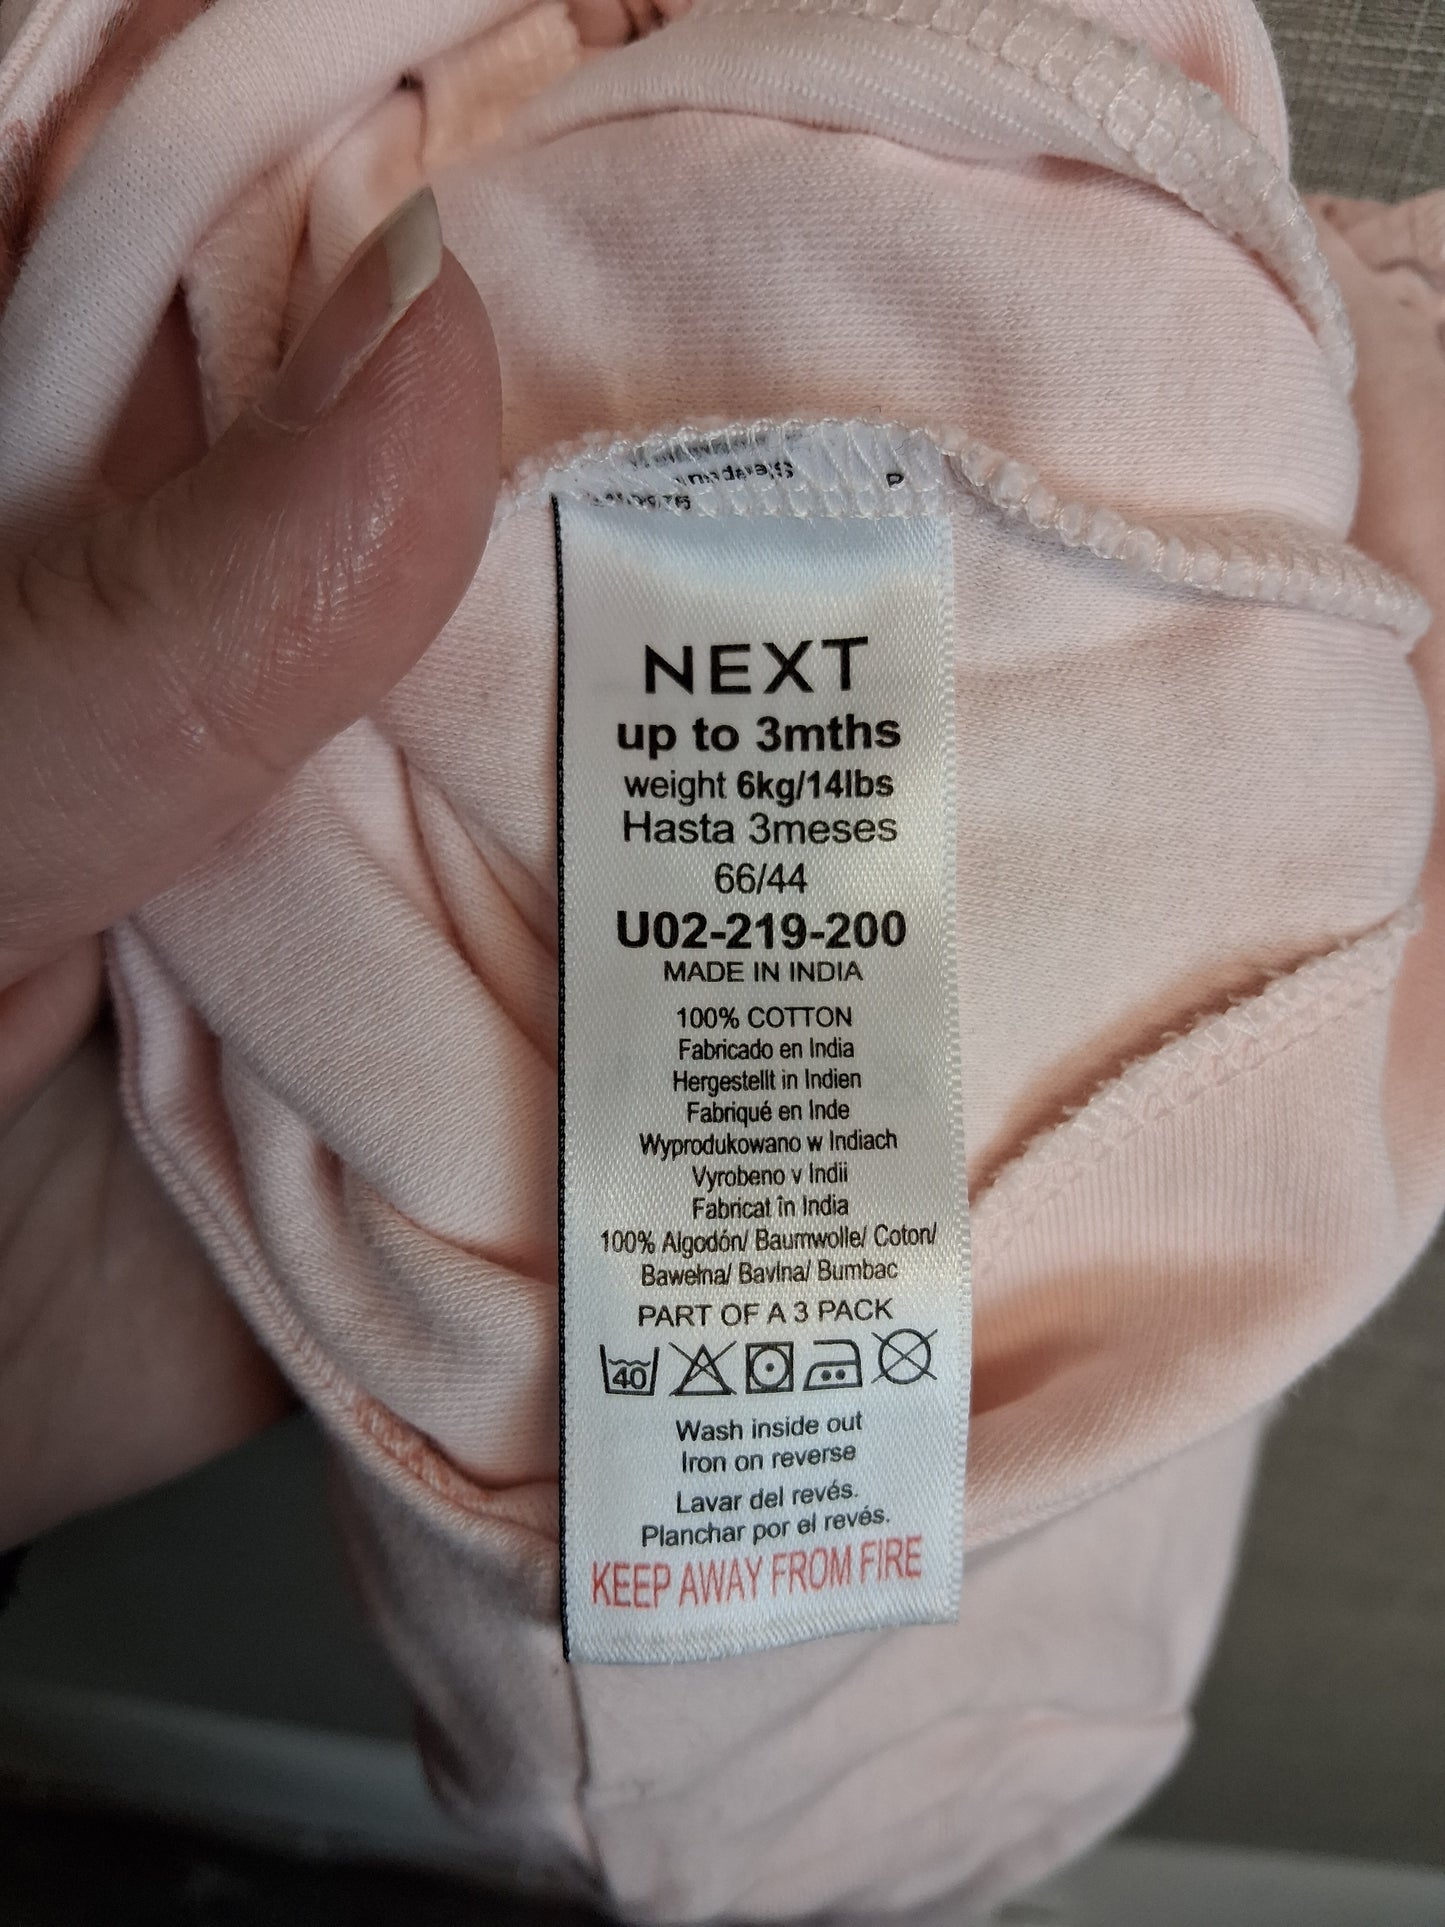 NEXT
up to 3mths
weight 6kg/14lbs
Hasta 3meses
66/44
U02-219-200
MADE IN INDIA
100% COTTON
Fabricado en India
Hergestellt in Indien
Fabriqué en Inde
Wyprodukowano w Indiach
Vyrobeno v Indii
Fabricat în India
100% Algodón/ Baumwolle/ Coton/
Bawełna/ Bavlna/ Bumbac
PART OF A 3 PACK
40
Wash inside out
Iron on reverse
Lavar del revés.
Planchar por el revés.
KEEP AWAY FROM FIRE